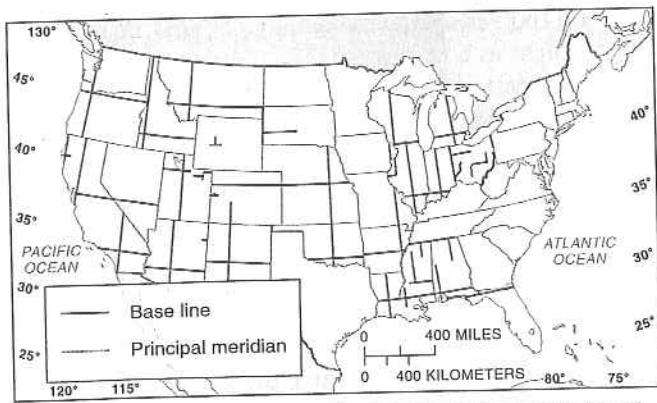 130°
45°
40°
35°
30°
25°
PACIFIC
OCEAN
ATLANTIC
OCEAN
40°
35°
30°
25°
Base line
Principal meridian
0 400 MILES
0 400 KILOMETERS
120° 115° 80° 75°